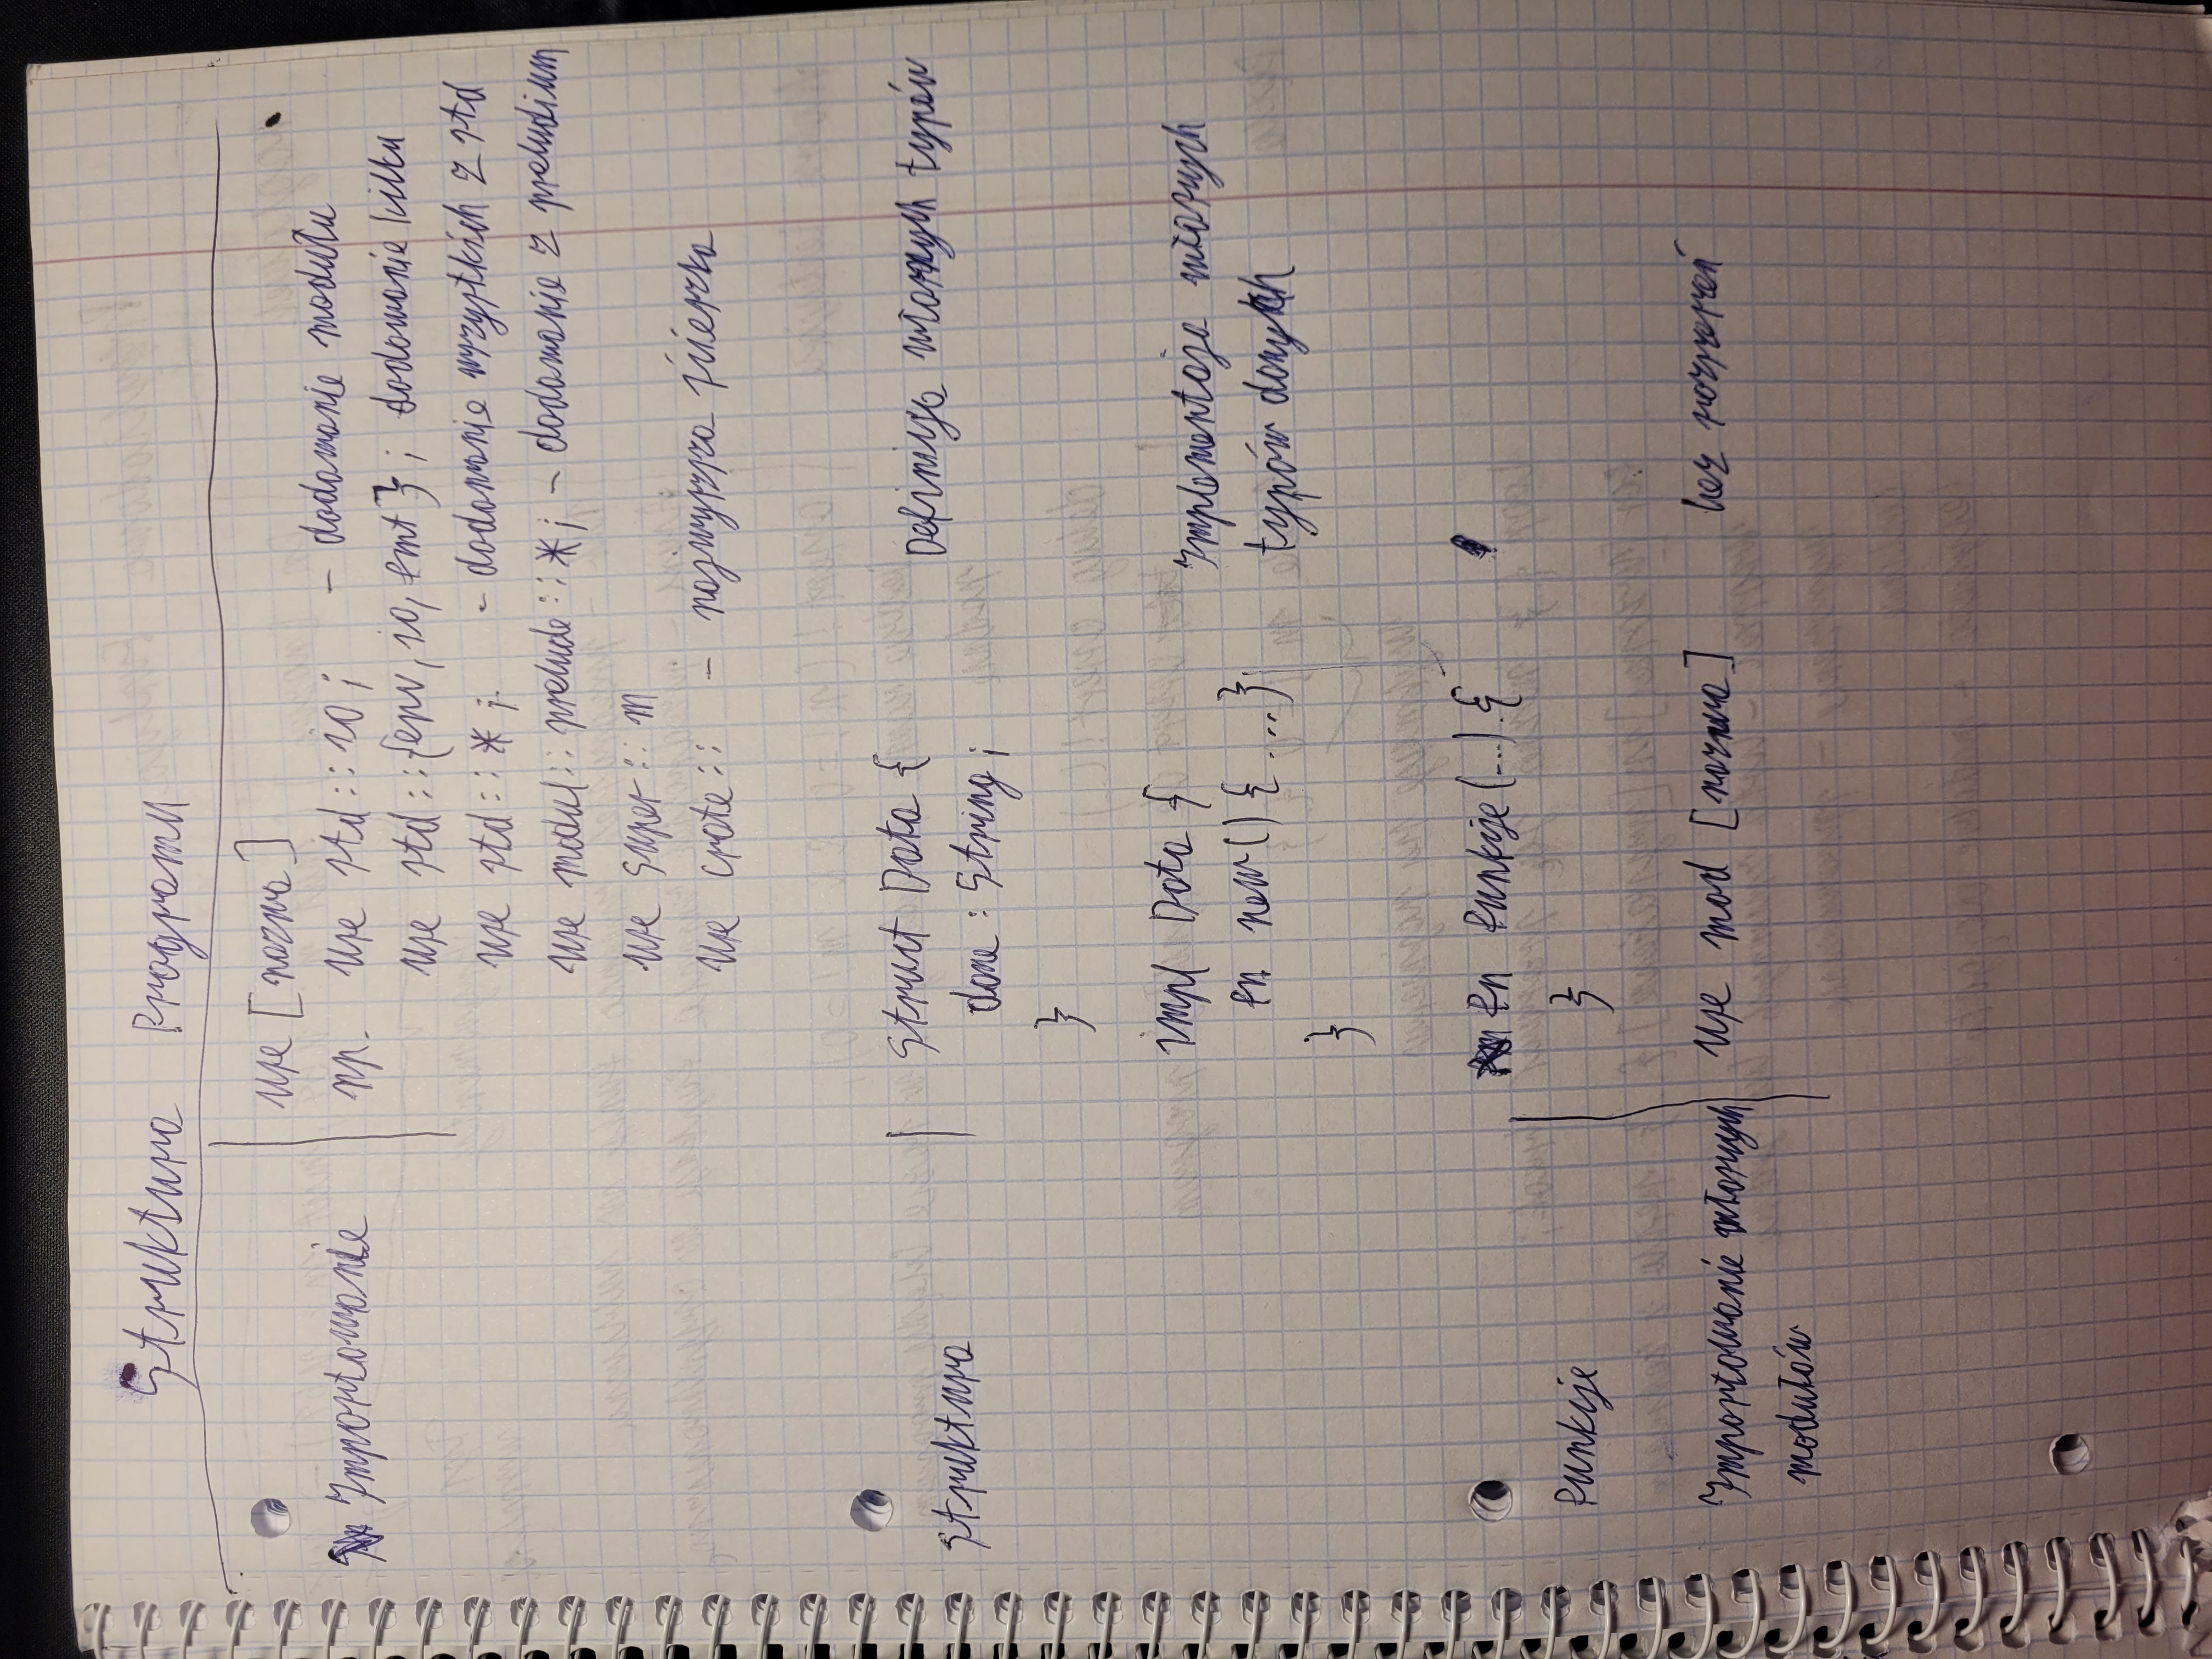 Struktura Programu
use [nazwa]
Importowanie
np. use std::io; - dodawanie modułu
use std::{env, io, fmt}; dodawanie kilku
use std::*; - dodawanie wszystkich z std
use modul::prelude::*; - dodawanie z preludium
use super::m
use crate:: - najwyższa ścieżka
Struktura
struct Data { Definicja własnych typów
dane : String;
}
impl Data { Implementacja własnych
fn new() { ... } typów danych
}
fn funkcje (...) {
Funkcje
}
Importowanie własnych use mod [nazwa] bez rozszerzeń
modułów